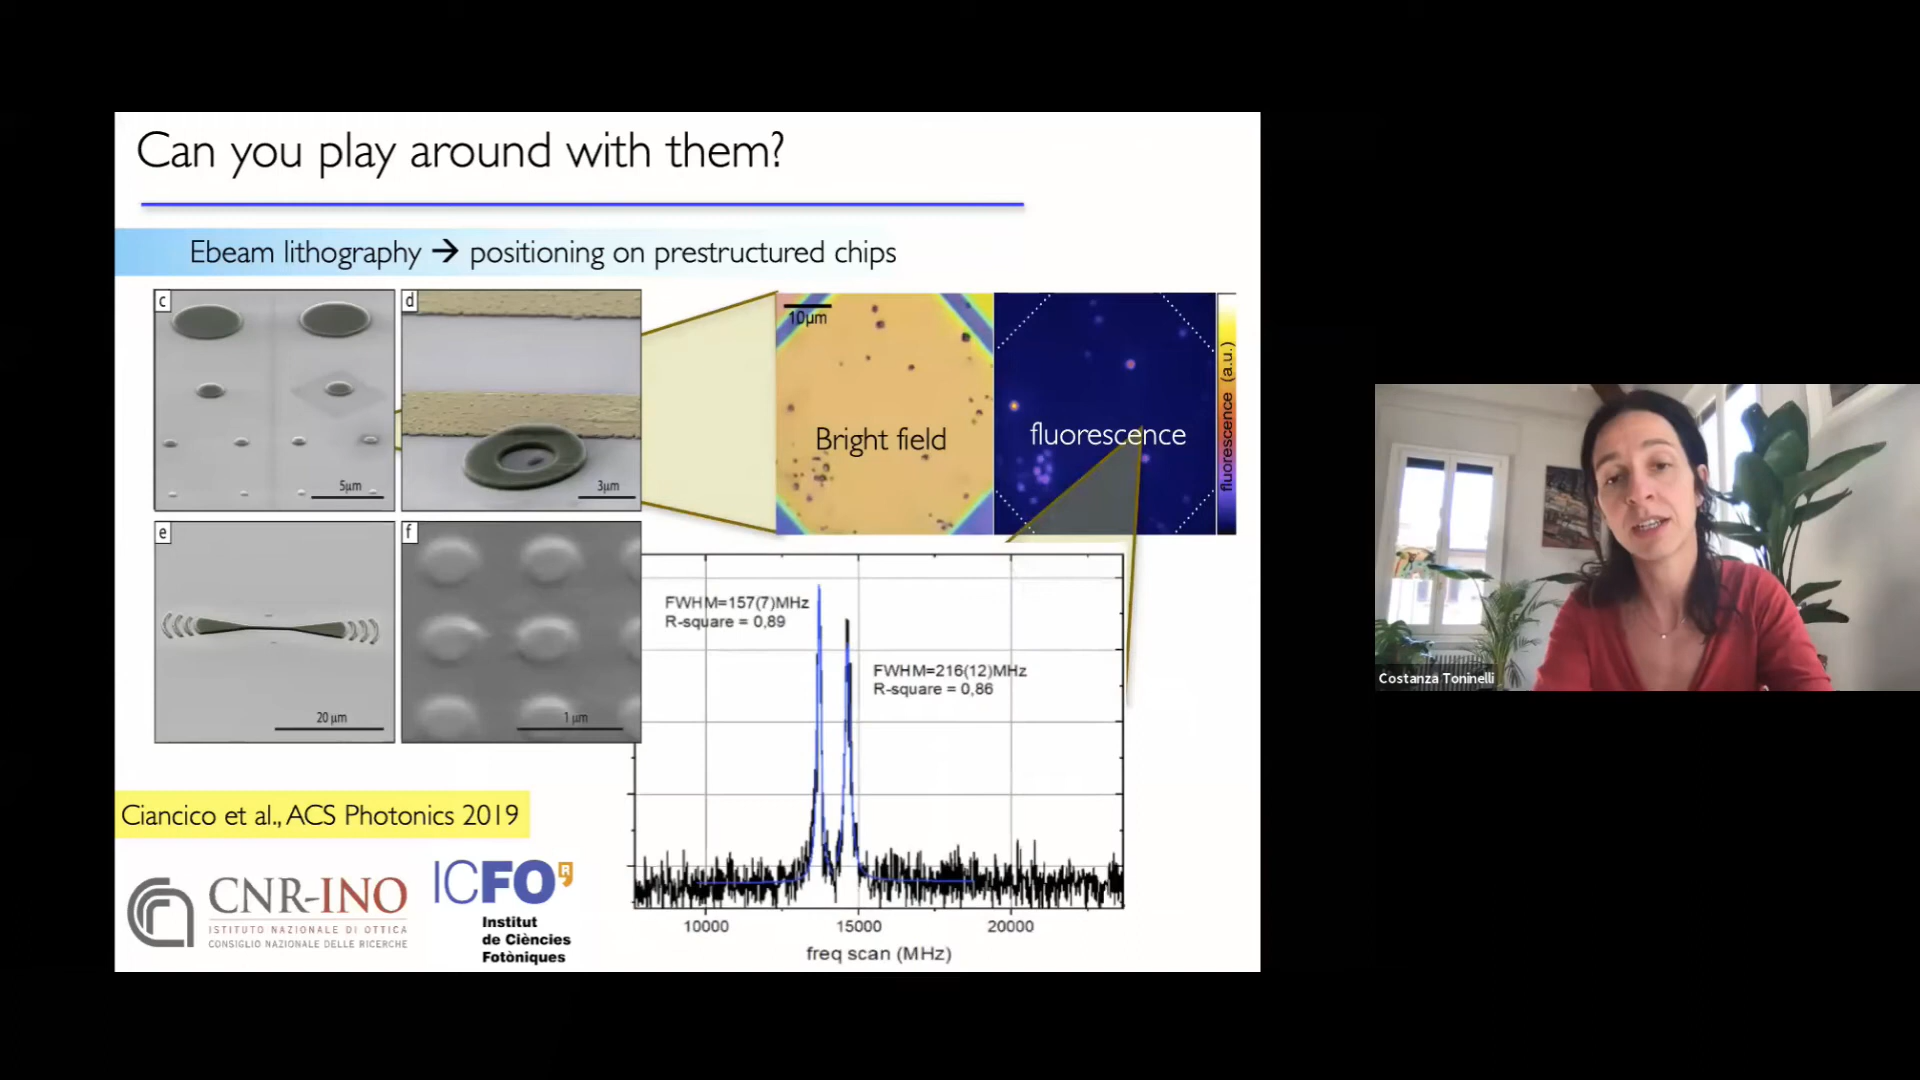 Can you play around with them?
Ebeam lithography → positioning on prestructured chips
c
5μm
d
3μm
10μm
Bright field
fluorescence
fluorescence (a.u.)
e
20 μm
f
1 μm
FWHM=157(7)MHz
R-square = 0,89
FWHM=216(12)MHz
R-square = 0,86
10000
15000
20000
freq scan (MHz)
Ciancico et al., ACS Photonics 2019
CNR-INO
ISTITUTO NAZIONALE DI OTTICA
CONSIGLIO NAZIONALE DELLE RICERCHE
ICFO
R
Institut
de Ciències
Fotòniques
Costanza Toninelli